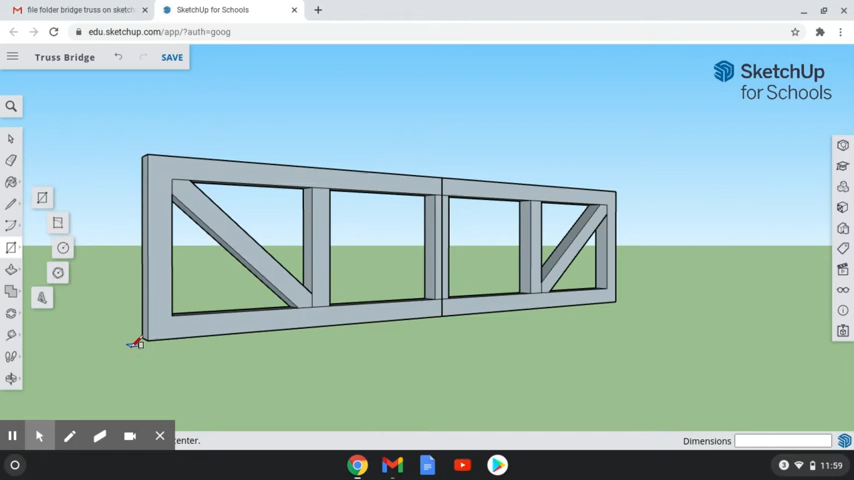 file folder bridge truss on sketch
SketchUp for Schools
edu.sketchup.com/app/?auth=goog
Truss Bridge
SAVE
SketchUp
for Schools
center.
Dimensions
3
11:59